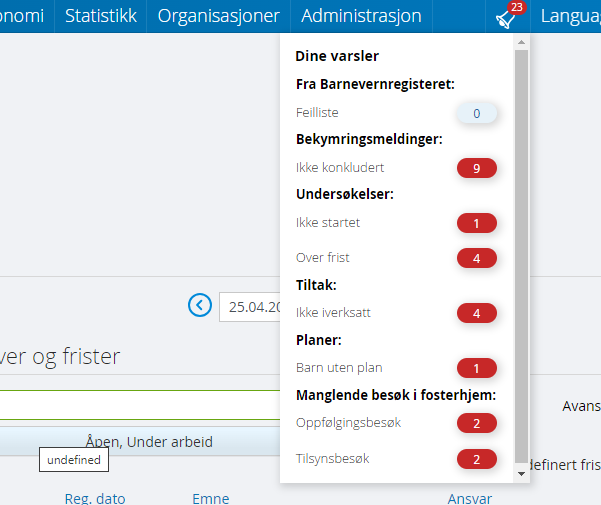 onomi Statistikk Organisasjoner Administrasjon 23 Langua
Dine varsler
Fra Barnevernregisteret:
Feilliste 0
Bekymringsmeldinger:
Ikke konkludert 9
Undersøkelser:
Ikke startet 1
Over frist 4
Tiltak:
Ikke iverksatt 4
25.04.20
Planer:
ver og frister
Barn uten plan 1
Manglende besøk i fosterhjem:
Avans
Oppfølgingsbesøk 2
Åpen, Under arbeid
undefined
Tilsynsbesøk 2
definert fris
Reg. dato Emne Ansvar